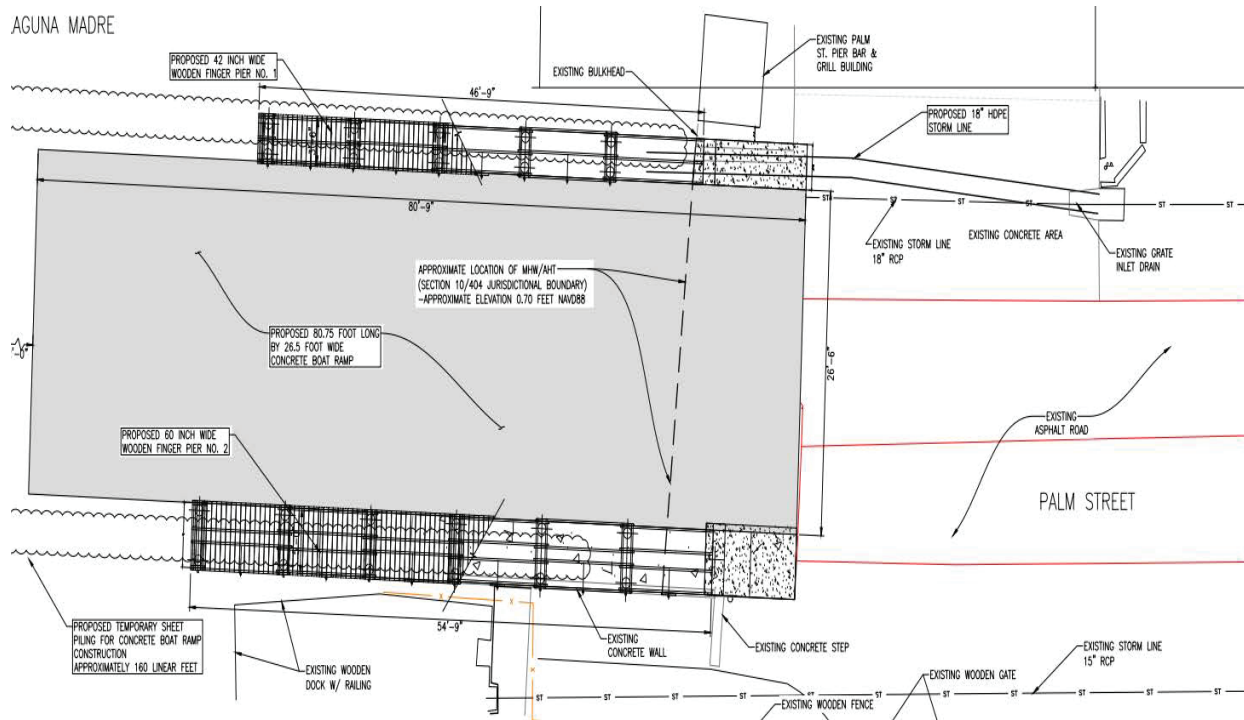 AGUNA MADRE
PROPOSED 42 INCH WIDE
WOODEN FINGER PIER NO. 1
46'-9"
EXISTING BULKHEAD
EXISTING PALM
ST. PIER BAR &
GRILL BUILDING
PROPOSED 18" HDPE
STORM LINE
80'-9"
ST
ST
ST
ST
ST
ST
EXISTING STORM LINE
18" RCP
EXISTING CONCRETE AREA
EXISTING GRATE
INLET DRAIN
APPROXIMATE LOCATION OF MHW/AHT
(SECTION 10/404 JURISDICTIONAL BOUNDARY)
-APPROXIMATE ELEVATION 0.70 FEET NAVD88
PROPOSED 80.75 FOOT LONG
BY 26.5 FOOT WIDE
CONCRETE BOAT RAMP
'-0"
26'-6"
EXISTING
ASPHALT ROAD
PROPOSED 60 INCH WIDE
WOODEN FINGER PIER NO. 2
PALM STREET
PROPOSED TEMPORARY SHEET
PILING FOR CONCRETE BOAT RAMP
CONSTRUCTION
APPROXIMATELY 160 LINEAR FEET
X
X
X
54'-9"
EXISTING WOODEN
DOCK W/ RAILING
EXISTING
CONCRETE WALL
EXISTING CONCRETE STEP
EXISTING STORM LINE
15" RCP
EXISTING WOODEN GATE
ST
ST
ST
ST
ST
ST
ST
ST
ST
ST
ST
EXISTING WOODEN FENCE